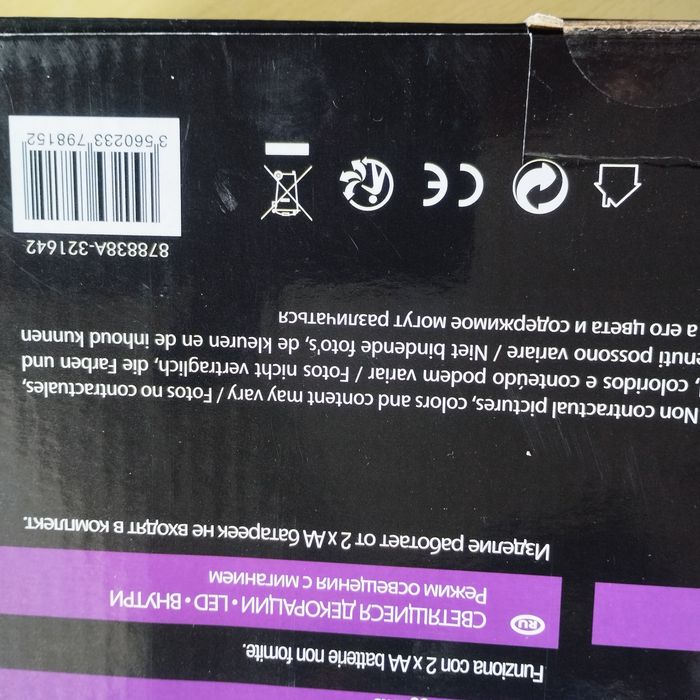 Funziona con 2 x AA batterie non fornite.
RU СВЕТЯЩИЕСЯ ДЕКОРАЦИИ • LED • ВНУТРИ
Режим освещения с миганием
Изделие работает от 2 x AA батареек не входят в комплект.
Non contractual pictures, colors and content may vary / Fotos no contractuales,
, coloridos e conteúdo podem variar / Fotos nicht vertraglich, die Farben und
enuti possono variare / Niet bindende foto's, de kleuren en de inhoud kunnen
а его цвета и содержимое могут различаться
CE
878838A-321642
3 560233 798152